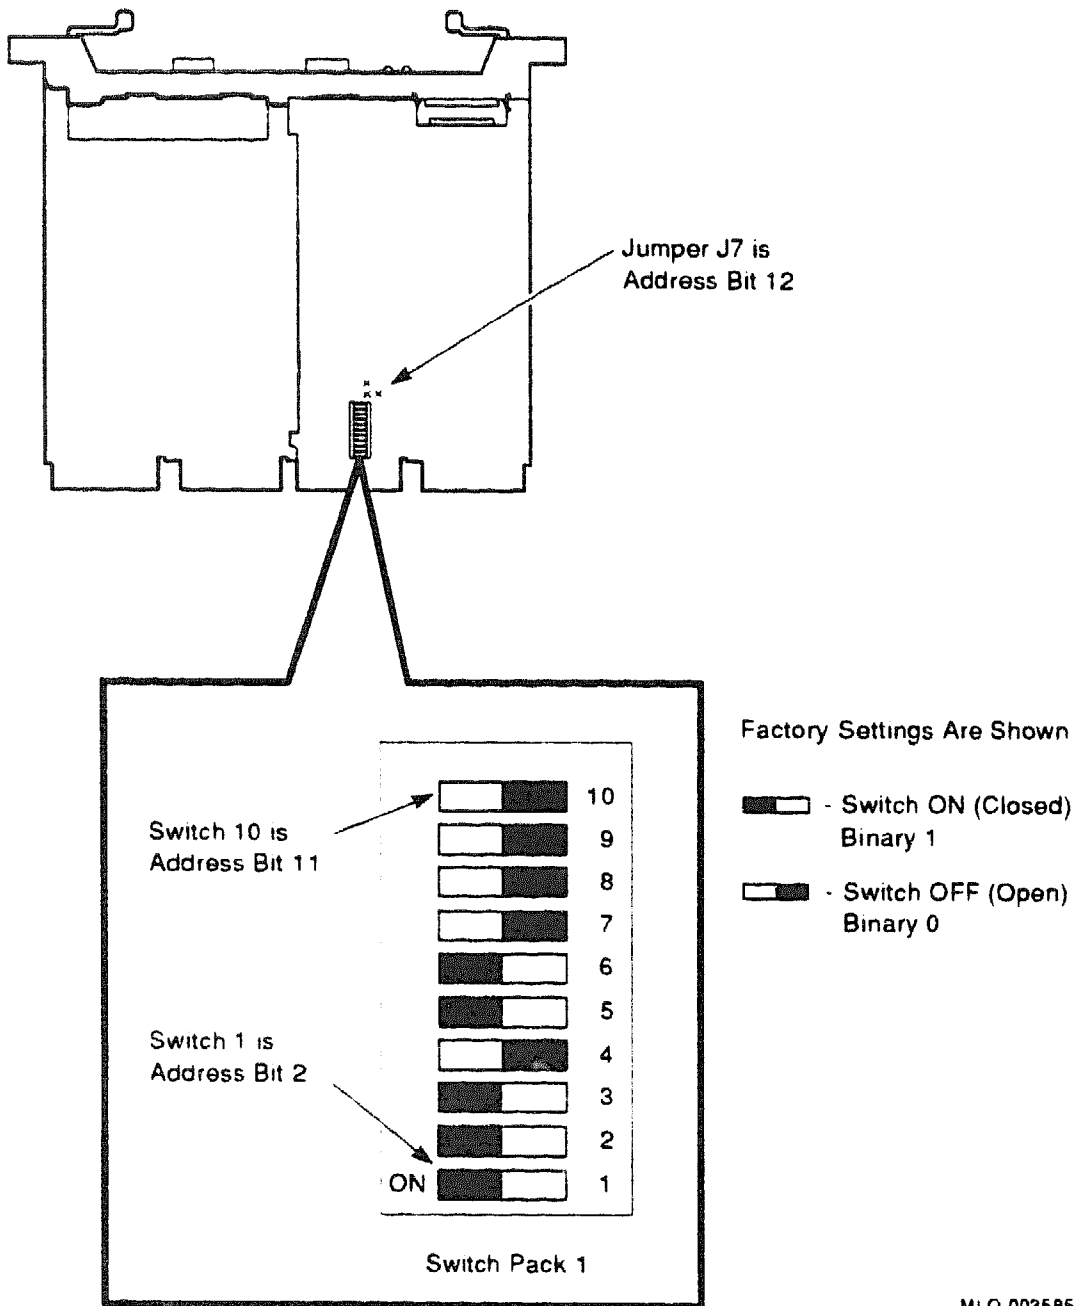 Jumper J7 is
Address Bit 12
Factory Settings Are Shown
- Switch ON (Closed)
Binary 1
- Switch OFF (Open)
Binary 0
Switch 10 is
Address Bit 11
Switch 1 is
Address Bit 2
10
9
8
7
6
5
4
3
2
ON 1
Switch Pack 1
MLO-003585